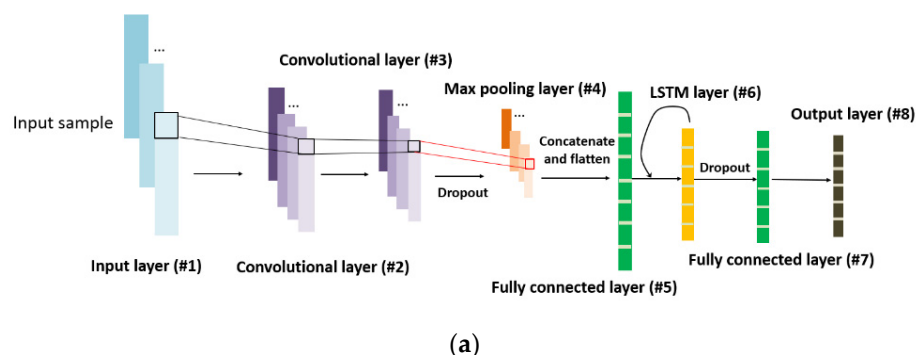 Convolutional layer (#3)
...
...
...
Max pooling layer (#4)
...
LSTM layer (#6)
Output layer (#8)
Input sample
Concatenate
and flatten
Dropout
Dropout
Input layer (#1)
Convolutional layer (#2)
Fully connected layer (#5)
Fully connected layer (#7)
(a)